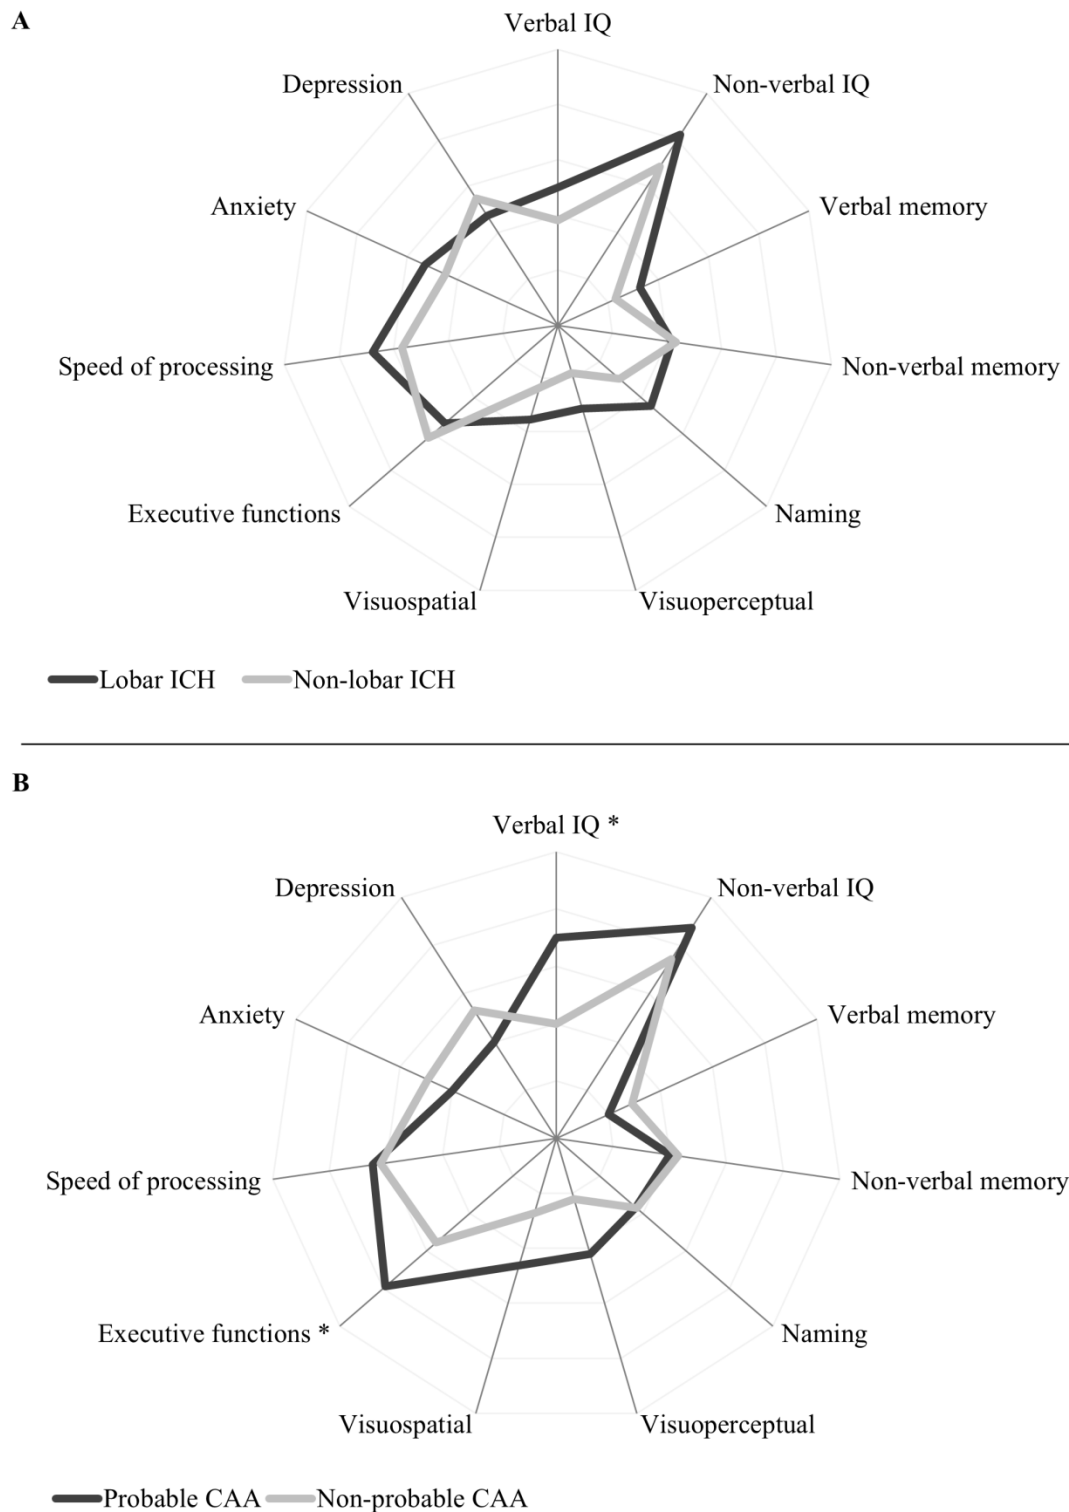 A
Verbal IQ
Depression
Non-verbal IQ
Anxiety
Verbal memory
Speed of processing
Non-verbal memory
Executive functions
Naming
Visuospatial
Visuoperceptual
Lobar ICH
Non-lobar ICH
B
Verbal IQ *
Depression
Non-verbal IQ
Anxiety
Verbal memory
Speed of processing
Non-verbal memory
Executive functions *
Naming
Visuospatial
Visuoperceptual
Probable CAA
Non-probable CAA